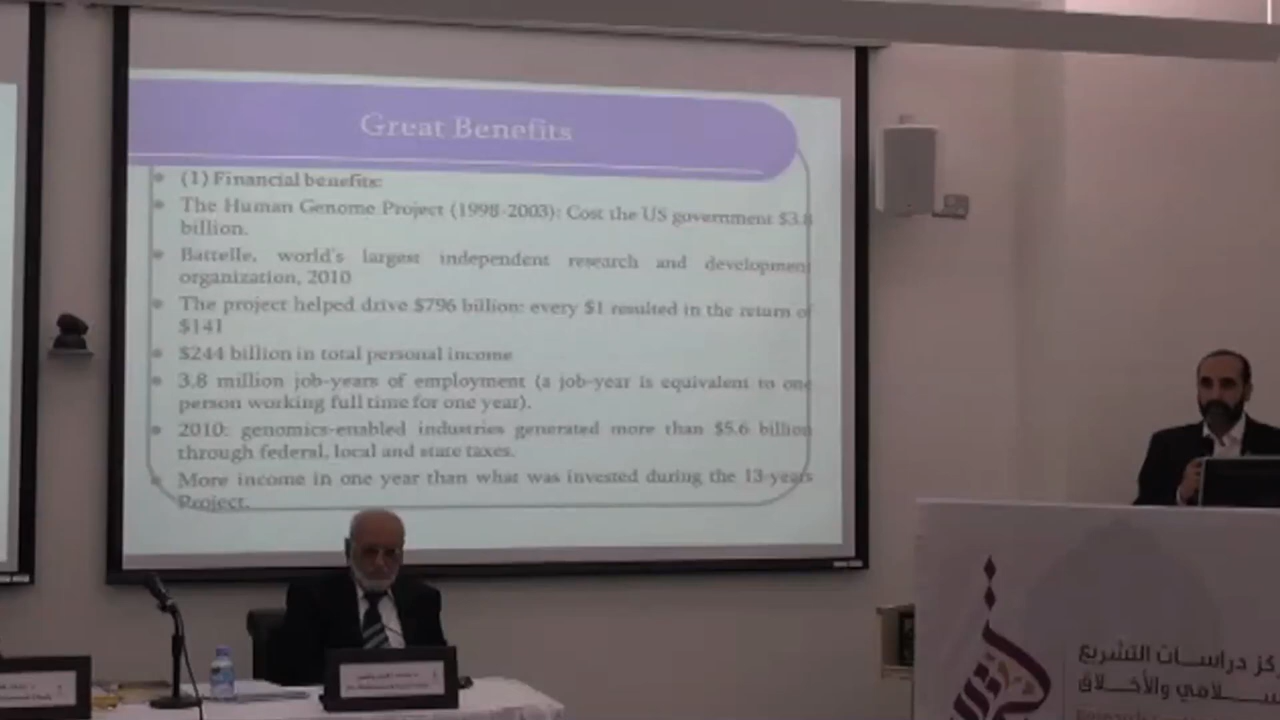 Great Benefits
(1) Financial benefits:
The Human Genome Project (1998-2003): Cost the US government $3.8
billion.
Battelle, world's largest independent research and development
organization, 2010
The project helped drive $796 billion: every $1 resulted in the return of
$141
$244 billion in total personal income
3.8 million job-years of employment (a job-year is equivalent to one
person working full time for one year).
2010: genomics-enabled industries generated more than $5.6 billion
through federal, local and state taxes.
More income in one year than what was invested during the 13-years
Project.
دراسات التشريع
والأخلاق